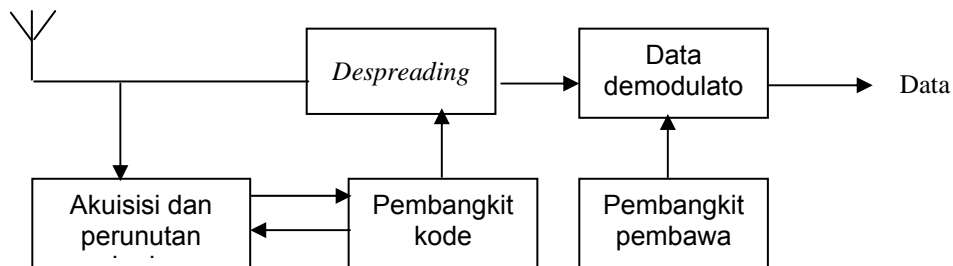 Despreading
Data
demodulato
Data
Akuisisi dan
perunutan
Pembangkit
kode
Pembangkit
pembawa